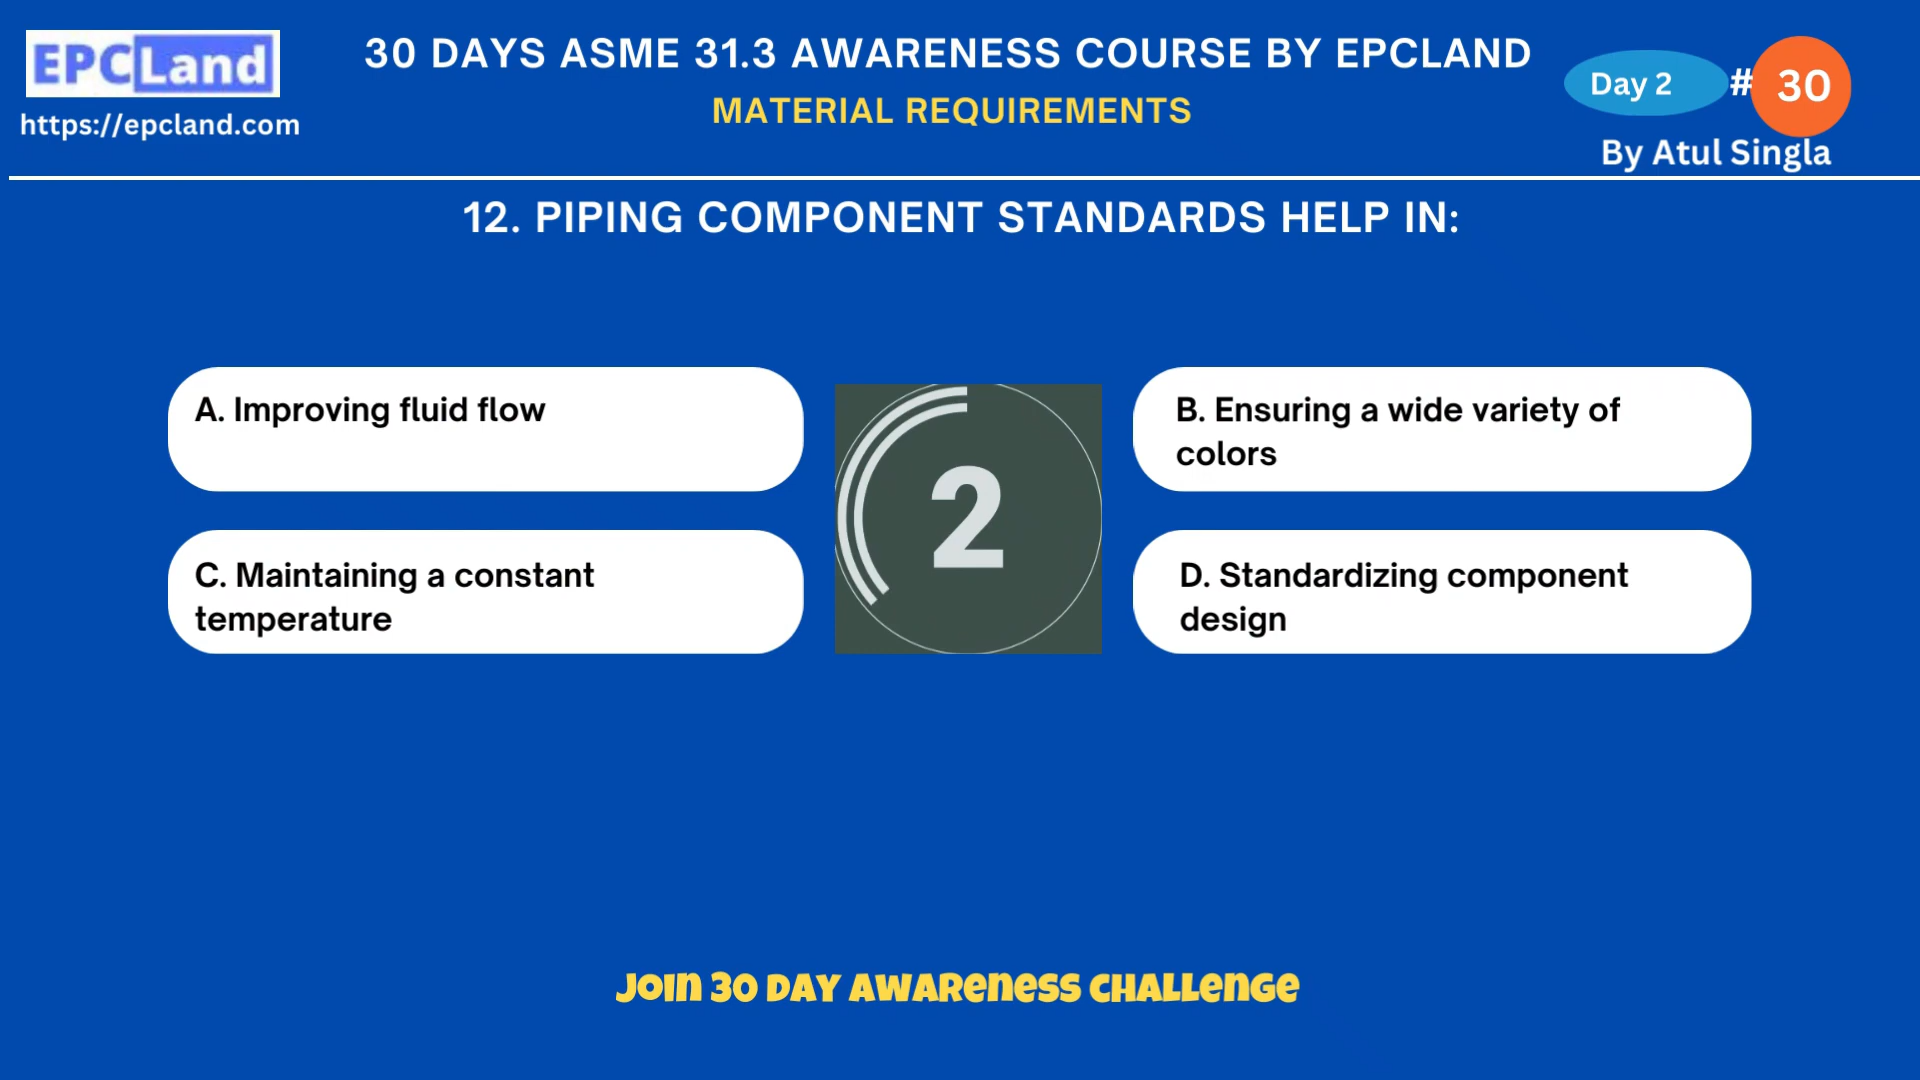 EPCLand
https://epcland.com
30 DAYS ASME 31.3 AWARENESS COURSE BY EPCLAND
MATERIAL REQUIREMENTS
Day 2 # 30
By Atul Singla
12. PIPING COMPONENT STANDARDS HELP IN:
A. Improving fluid flow
B. Ensuring a wide variety of
colors
2
C. Maintaining a constant
temperature
D. Standardizing component
design
Join 30 Day Awareness Challenge